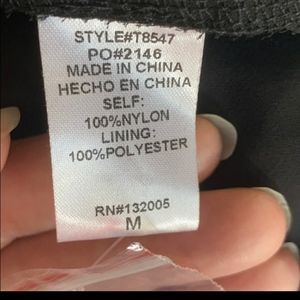 STYLE#T8547
PO#2146
MADE IN CHINA
HECHO EN CHINA
SELF:
100%NYLON
LINING:
100%POLYESTER
RN#132005
M